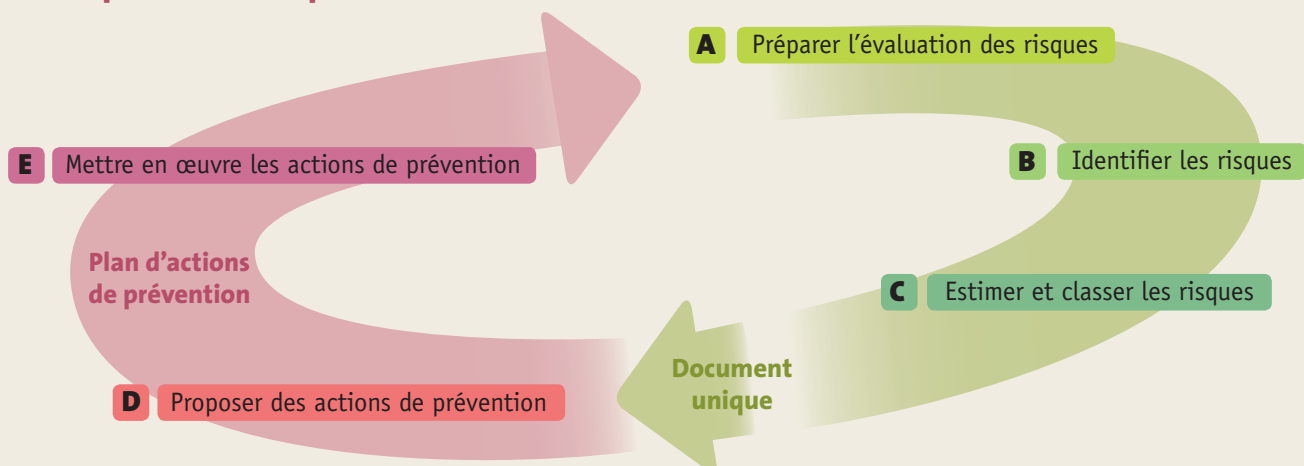 A Préparer l’évaluation des risques
B Identifier les risques
C Estimer et classer les risques
Document
unique
D Proposer des actions de prévention
Plan d’actions
de prévention
E Mettre en œuvre les actions de prévention